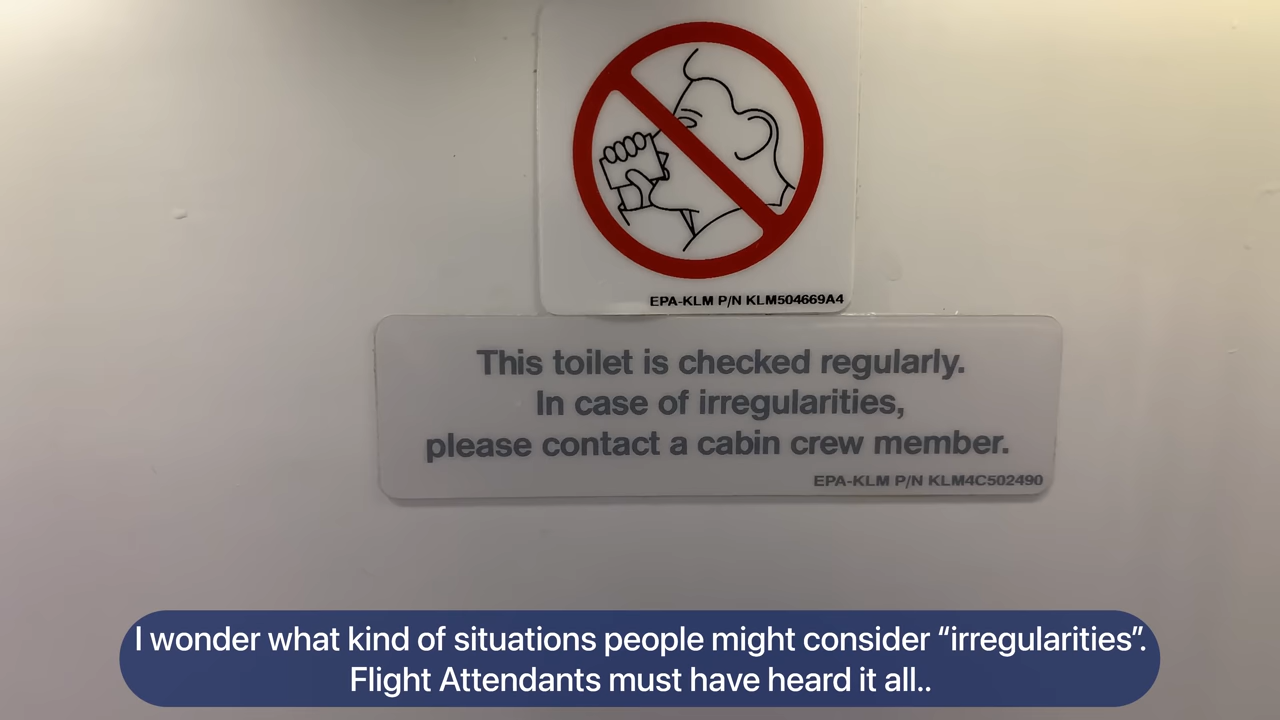 EPA-KLM P/N KLM504669A4
This toilet is checked regularly.
In case of irregularities,
please contact a cabin crew member.
EPA-KLM P/N KLM4C502490
I wonder what kind of situations people might consider “irregularities”.
Flight Attendants must have heard it all..